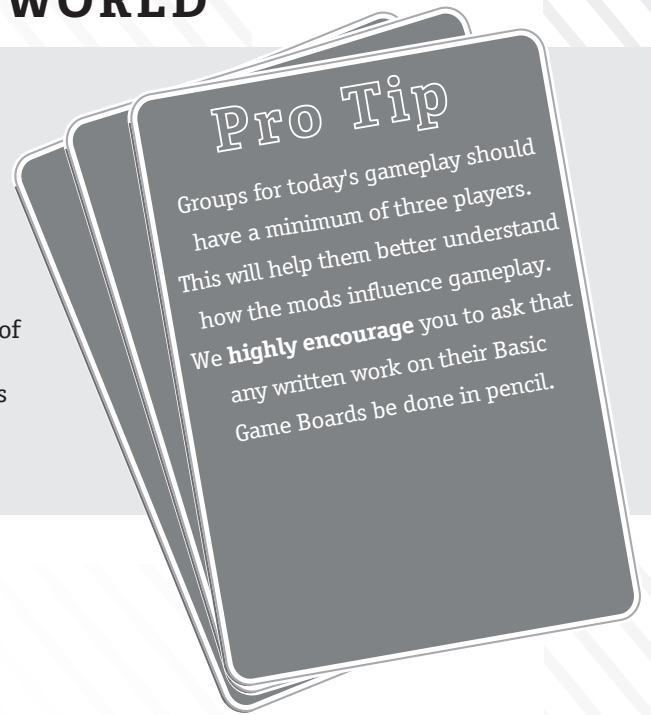 WORLD
of
s
Pro Tip
Groups for today's gameplay should
have a minimum of three players.
This will help them better understand
how the mods influence gameplay.
We highly encourage you to ask that
any written work on their Basic
Game Boards be done in pencil.